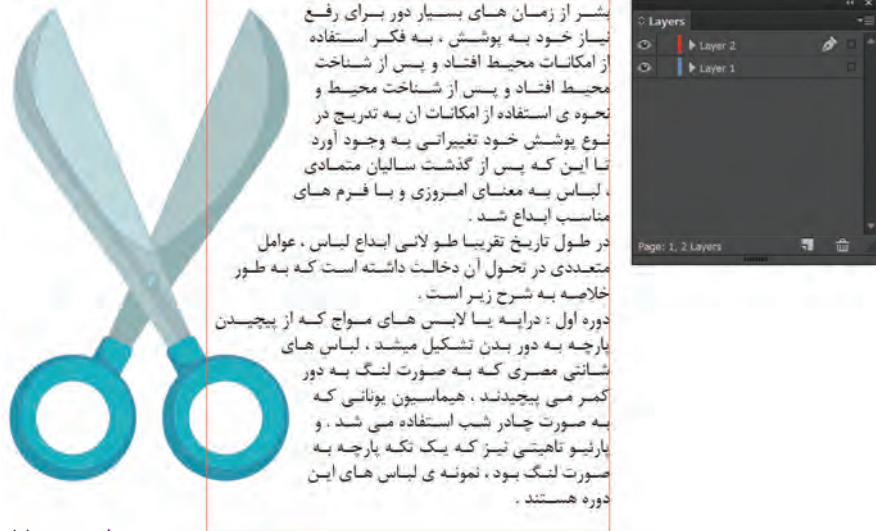 بشر از زمان های بسیار دور برای رفع
نیاز خود به پوشش ، به فکر استفاده
از امکانات محیط افتاد و پس از شناخت
محیط افتاد و پس از شناخت محیط و
نحوه ی استفاده از امکانات ان به تدریج در
نوع پوشش خود تغییراتی به وجود آورد
تا این که پس از گذشت سالیان متمادی
، لباس به معنای امروزی و با فرم های
مناسب ابداع شد .
در طول تاریخ تقریبا طو لانی ابداع لباس ، عوامل
متعددی در تحول آن دخالت داشته است که به طور
خلاصه به شرح زیر است .
دوره اول : دراپه یا لابس های مواج که از پیچیدن
پارچه به دور بدن تشکیل میشد ، لباس های
شانتی مصری که به صورت لنگ به دور
کمر می پیچیدند ، هیماسیون یونانی که
به صورت چادر شب استفاده می شد . و
پارئیو تاهیتی نیز که یک تکه پارچه به
صورت لنگ بود ، نمونه ی لباس های این
دوره هستند .
Layers
Layer 2
Layer 1
Page: 1, 2 Layers